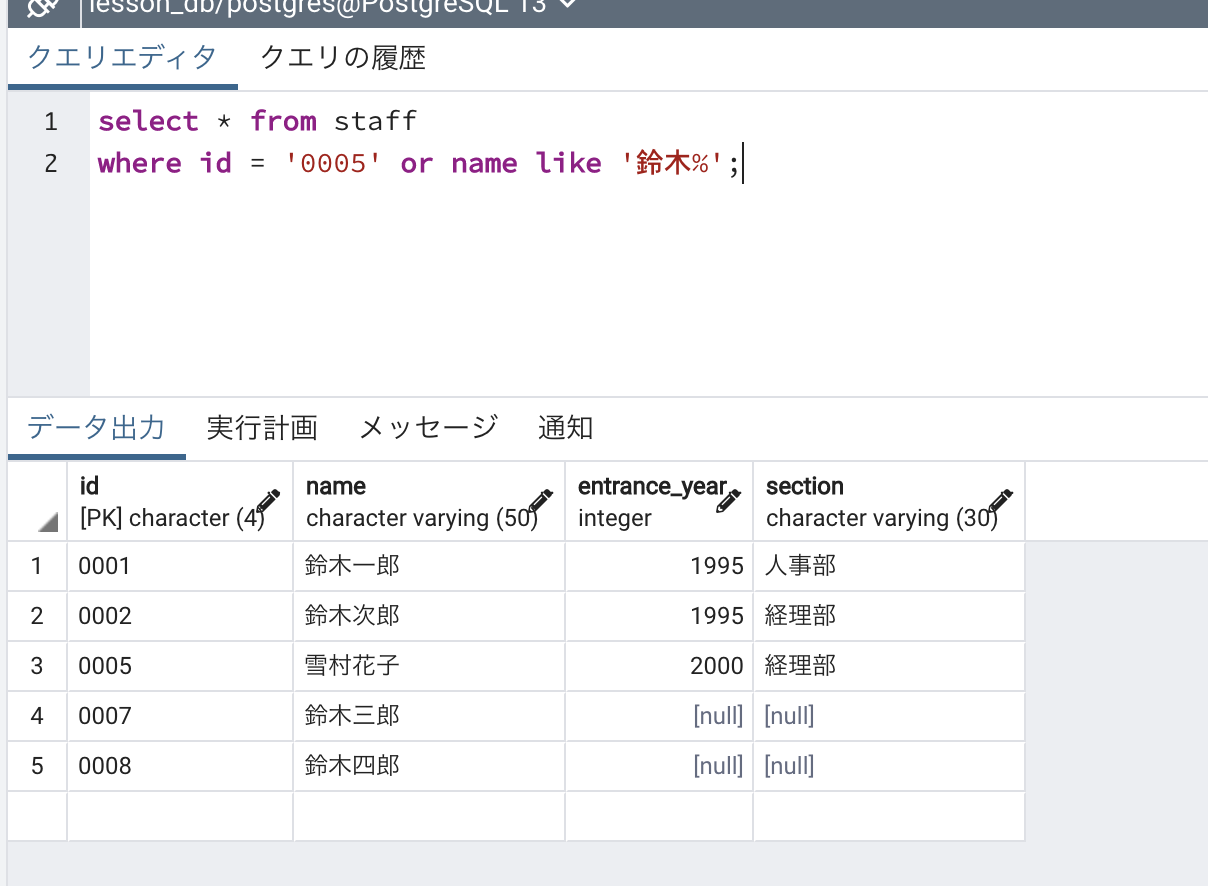 lesson_db/postgres@PostgreSQL 13
クエリエディタ クエリの履歴
1 select * from staff
2 where id = '0005' or name like '鈴木%';
データ出力 実行計画 メッセージ 通知
id name entrance_year section
[PK] character (4) character varying (50) integer character varying (30)
1 0001 鈴木一郎 1995 人事部
2 0002 鈴木次郎 1995 経理部
3 0005 雪村花子 2000 経理部
4 0007 鈴木三郎 [null] [null]
5 0008 鈴木四郎 [null] [null]